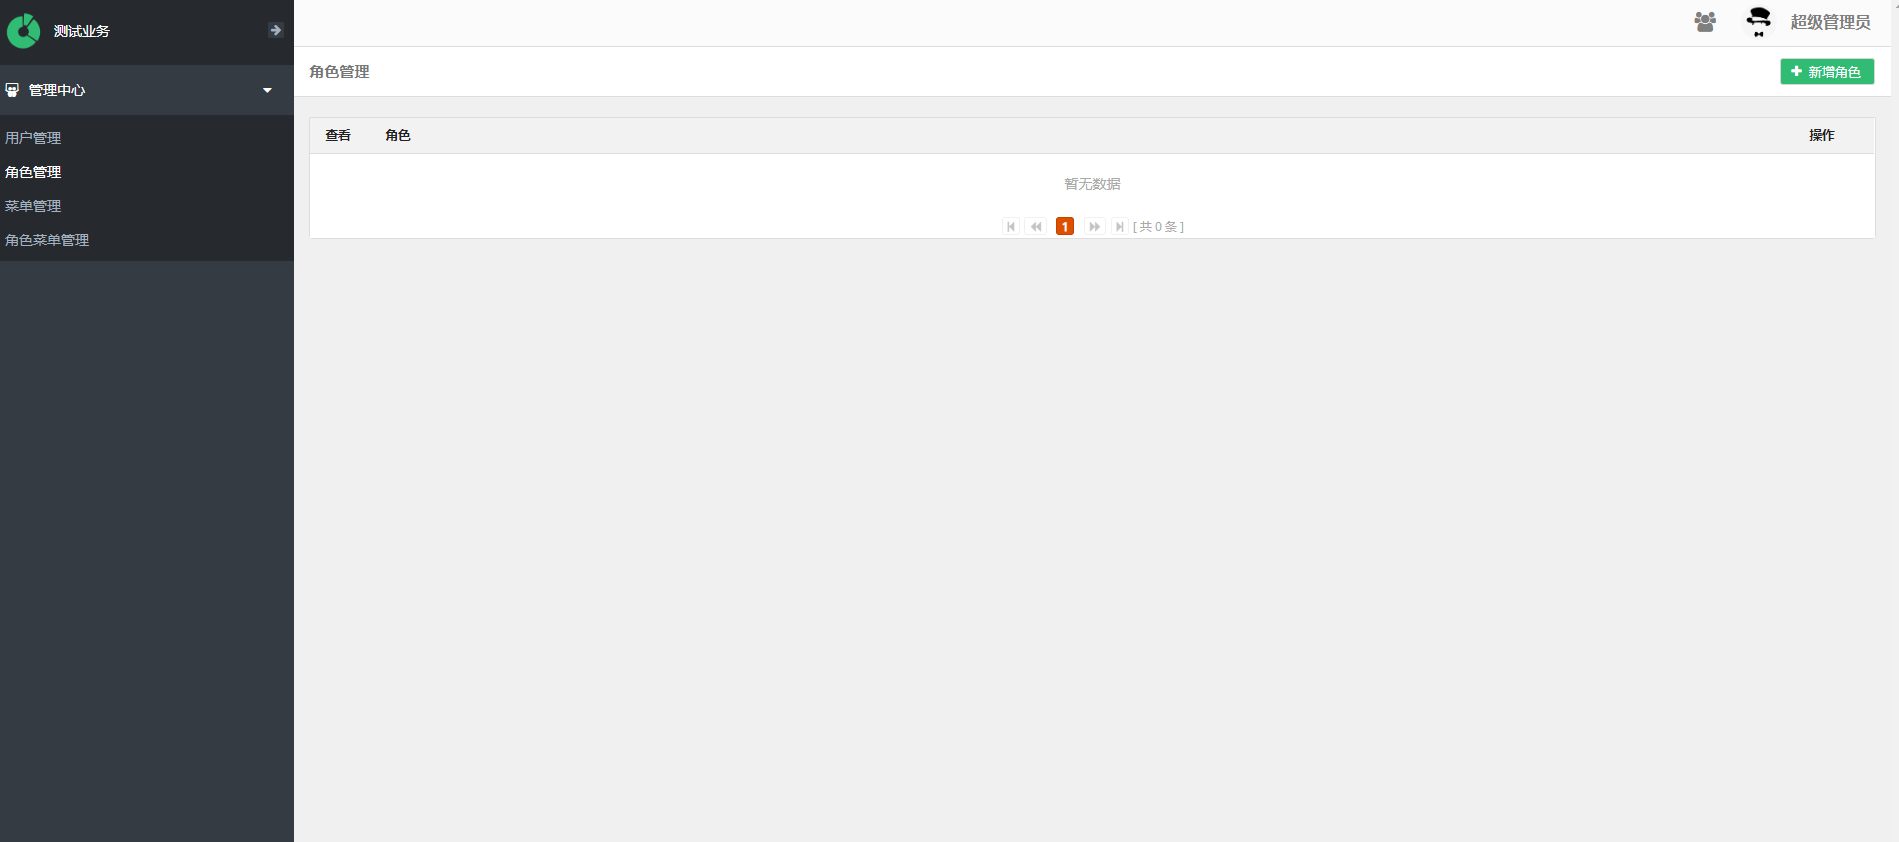 测试业务
超级管理员
管理中心
用户管理
角色管理
菜单管理
角色菜单管理
角色管理
新增角色
查看 角色 操作
暂无数据
1 [ 共 0 条 ]